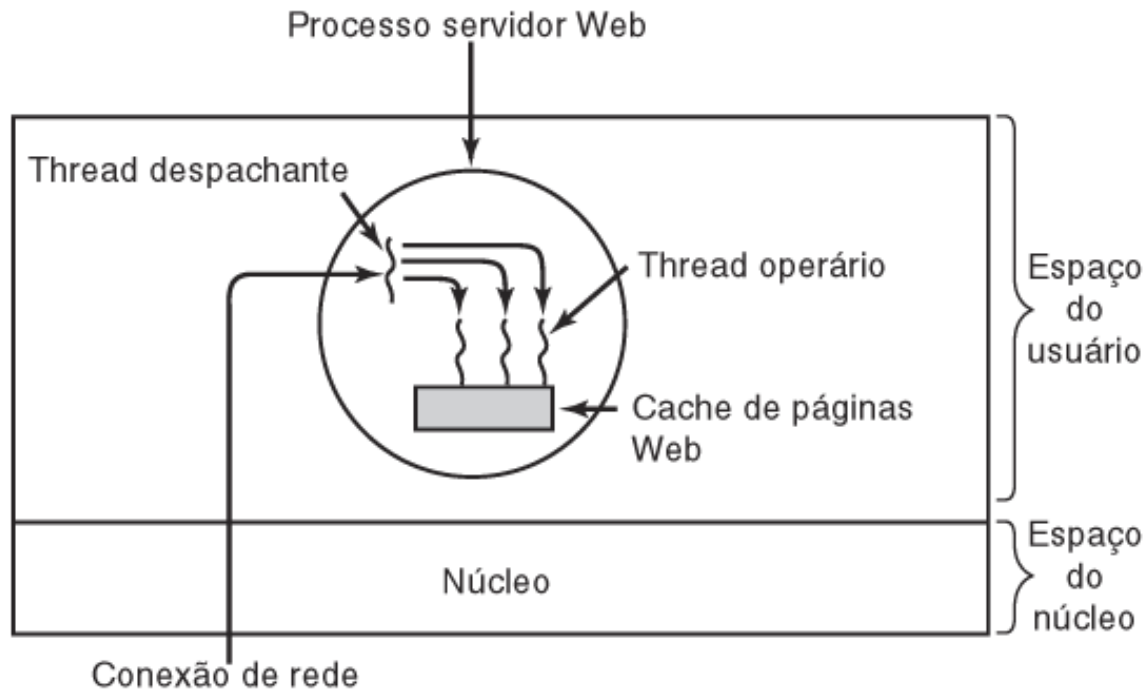 Processo servidor Web
Thread despachante
Thread operário
Cache de páginas
Web
Espaço
do
usuário
Núcleo
Espaço
do
núcleo
Conexão de rede